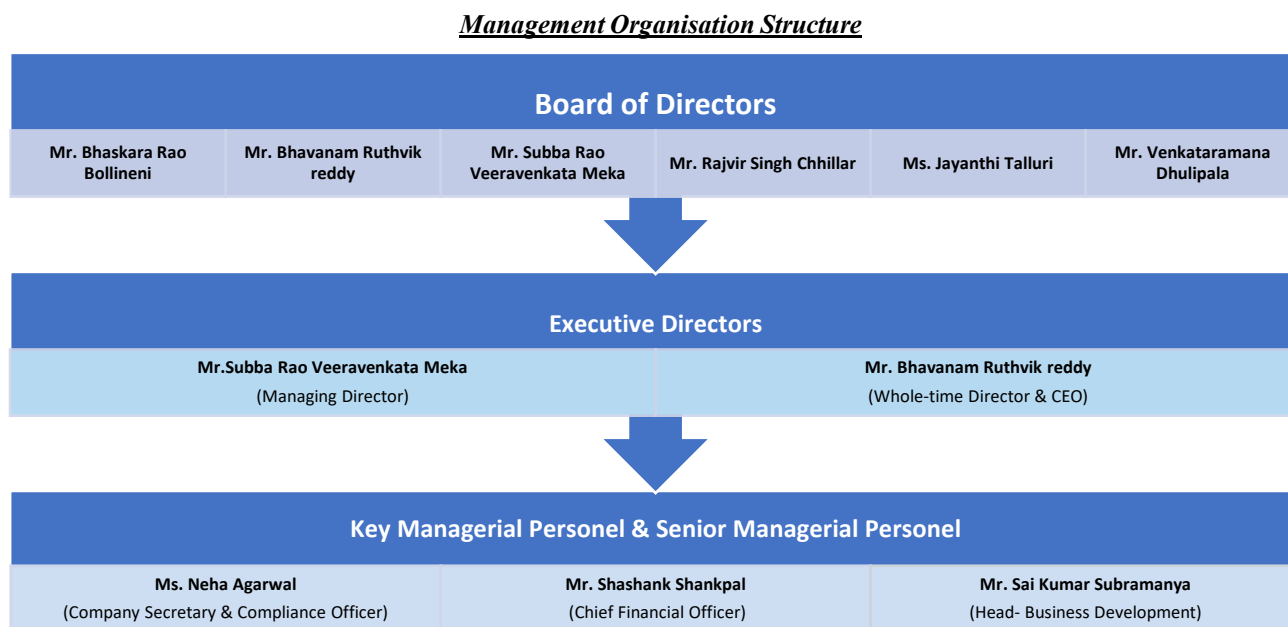 Management Organisation Structure
Board of Directors
Mr. Bhaskara Rao
Bollineni
Mr. Bhavanam Ruthvik
reddy
Mr. Subba Rao
Veeravenkata Meka
Mr. Rajvir Singh Chhillar
Ms. Jayanthi Talluri
Mr. Venkataramana
Dhulipala
Executive Directors
Mr.Subba Rao Veeravenkata Meka
(Managing Director)
Mr. Bhavanam Ruthvik reddy
(Whole-time Director & CEO)
Key Managerial Personel & Senior Managerial Personel
Ms. Neha Agarwal
(Company Secretary & Compliance Officer)
Mr. Shashank Shankpal
(Chief Financial Officer)
Mr. Sai Kumar Subramanya
(Head- Business Development)